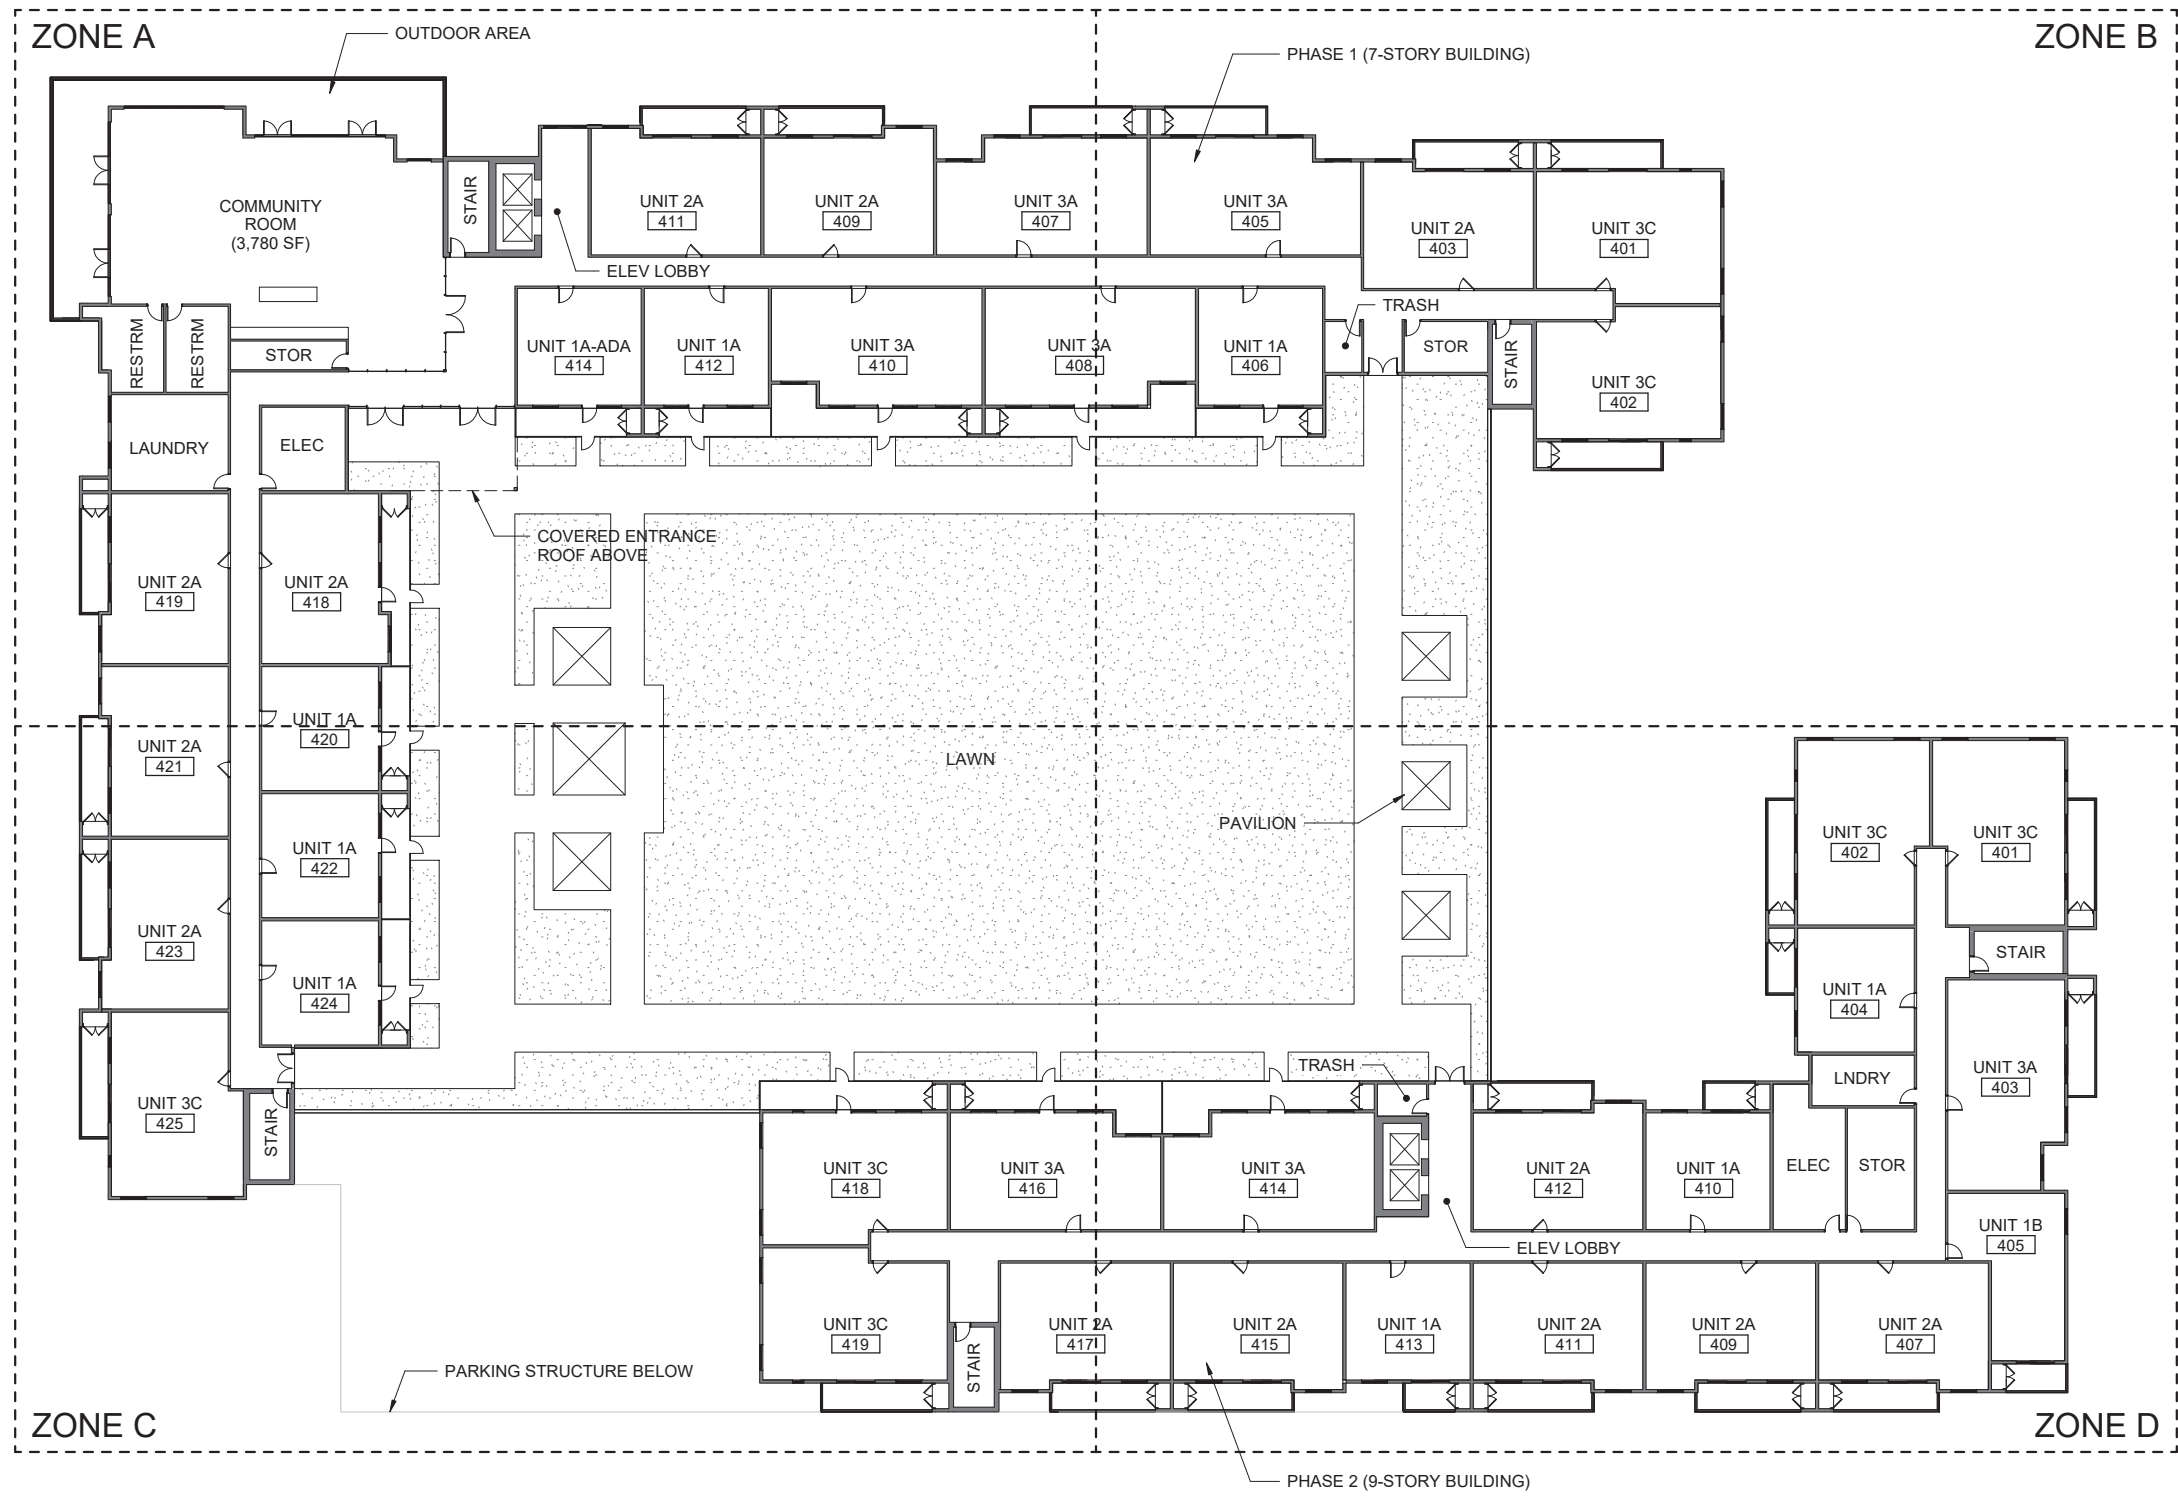 ZONE A
OUTDOOR AREA
PHASE 1 (7-STORY BUILDING)
ZONE B
COMMUNITY
ROOM
(3,780 SF)
STAIR
ELEV LOBBY
UNIT 2A
411
UNIT 2A
409
UNIT 3A
407
UNIT 3A
405
UNIT 2A
403
UNIT 3C
401
RESTRM
RESTRM
STOR
UNIT 1A-ADA
414
UNIT 1A
412
UNIT 3A
410
UNIT 3A
408
UNIT 1A
406
TRASH
STOR
STAIR
UNIT 3C
402
LAUNDRY
ELEC
COVERED ENTRANCE
ROOF ABOVE
UNIT 2A
419
UNIT 2A
418
UNIT 1A
420
UNIT 2A
421
LAWN
PAVILION
UNIT 1A
422
UNIT 2A
423
UNIT 1A
424
UNIT 3C
425
STAIR
UNIT 3C
402
UNIT 3C
401
STAIR
UNIT 1A
404
LNDRY
UNIT 3A
403
TRASH
UNIT 3C
418
UNIT 3A
416
UNIT 3A
414
UNIT 2A
412
UNIT 1A
410
ELEC
STOR
UNIT 1B
405
ELEV LOBBY
UNIT 3C
419
STAIR
UNIT 2A
417
UNIT 2A
415
UNIT 1A
413
UNIT 2A
411
UNIT 2A
409
UNIT 2A
407
PARKING STRUCTURE BELOW
ZONE C
ZONE D
PHASE 2 (9-STORY BUILDING)